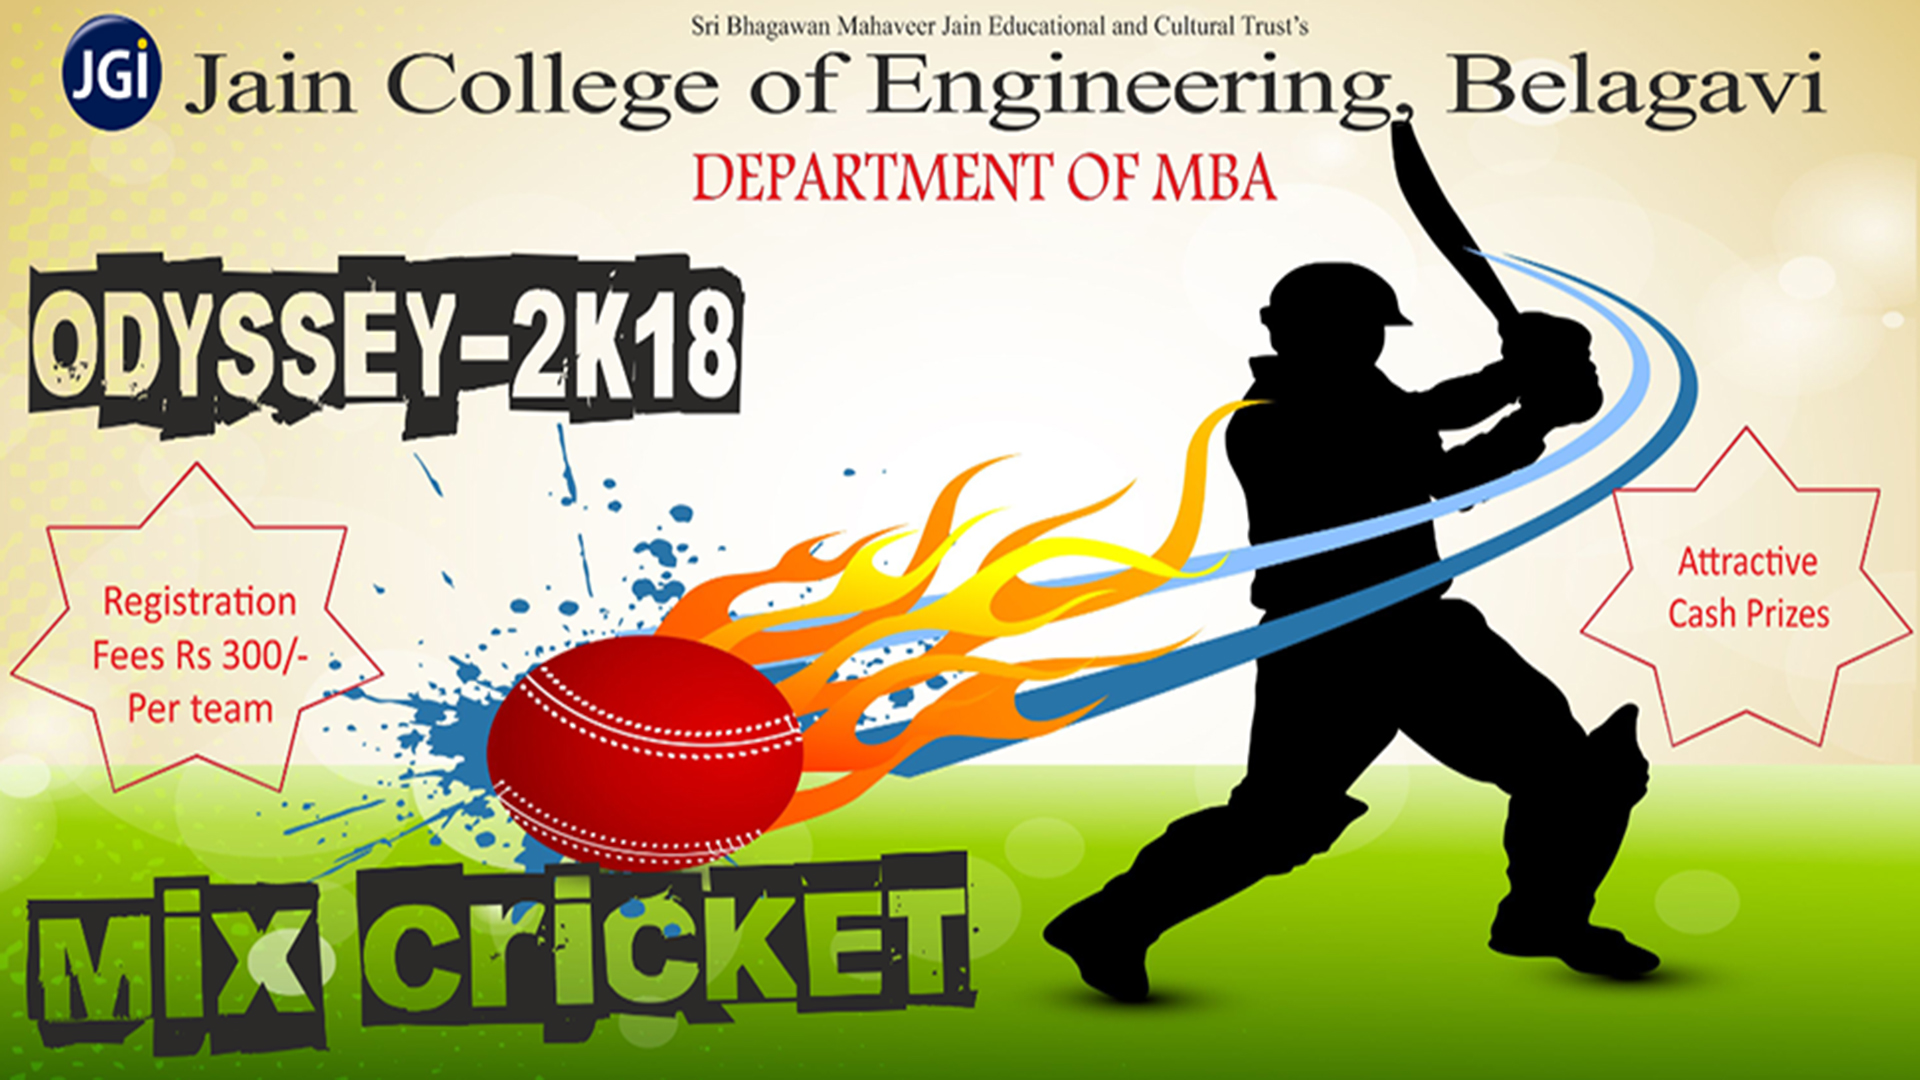 Sri Bhagawan Mahaveer Jain Educational and Cultural Trust's
JGi
Jain College of Engineering, Belagavi
DEPARTMENT OF MBA
ODYSSEY-2K18
Registration
Fees Rs 300/-
Per team
Attractive
Cash Prizes
MiX CriCKET